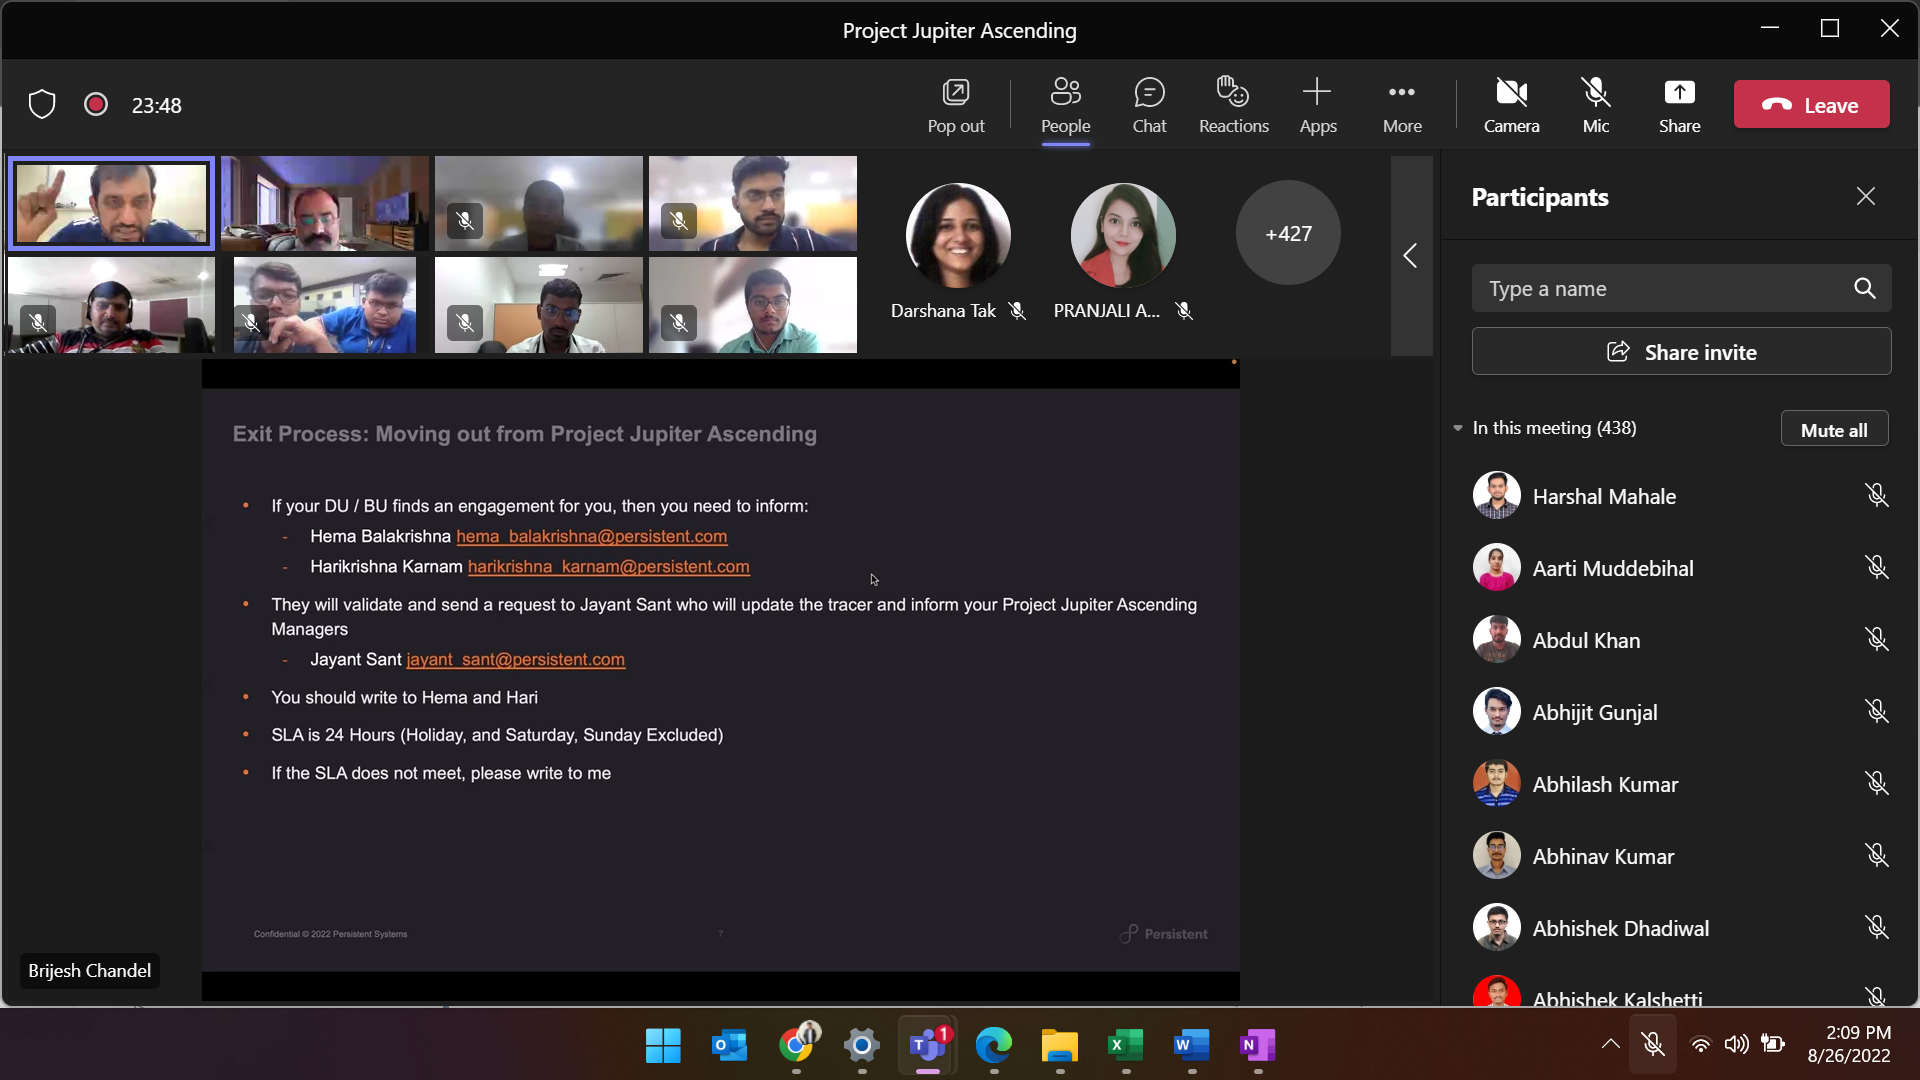 Project Jupiter Ascending
23:48
Pop out
People
Chat
Reactions
Apps
More
Camera
Mic
Share
Leave
Darshana Tak
PRANJALI A...
+427
Participants
Type a name
Share invite
In this meeting (438)
Mute all
Harshal Mahale
Aarti Muddebihal
Abdul Khan
Abhijit Gunjal
Abhilash Kumar
Abhinav Kumar
Abhishek Dhadiwal
Abhishek Kalshetti
Exit Process: Moving out from Project Jupiter Ascending
• If your DU / BU finds an engagement for you, then you need to inform:
- Hema Balakrishna hema_balakrishna@persistent.com
- Harikrishna Karnam harikrishna_karnam@persistent.com
• They will validate and send a request to Jayant Sant who will update the tracer and inform your Project Jupiter Ascending
Managers
- Jayant Sant jayant_sant@persistent.com
• You should write to Hema and Hari
• SLA is 24 Hours (Holiday, and Saturday, Sunday Excluded)
• If the SLA does not meet, please write to me
Confidential © 2022 Persistent Systems
7
Persistent
Brijesh Chandel
1
2:09 PM
8/26/2022